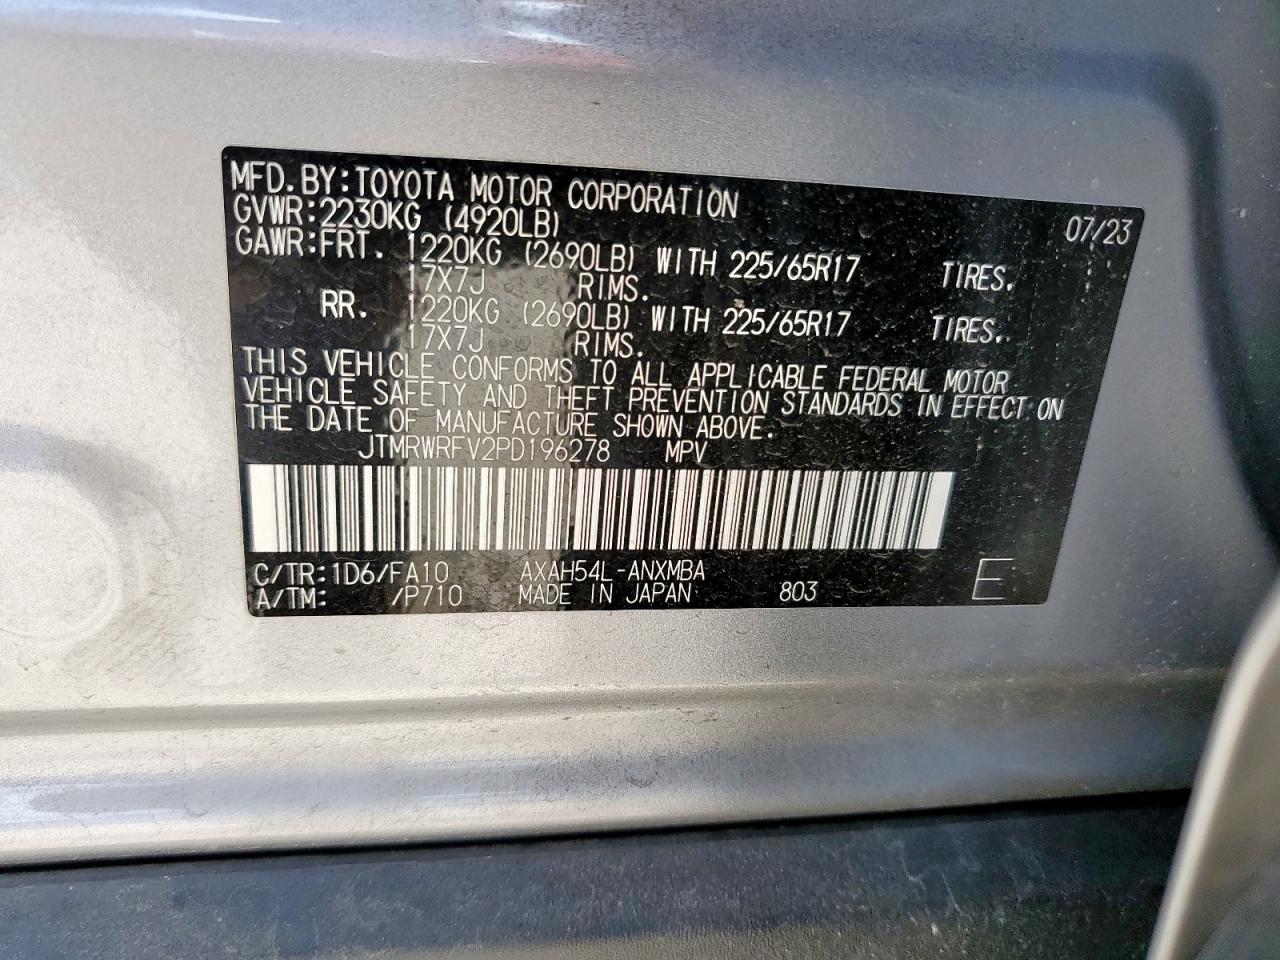 MFD.BY:TOYOTA MOTOR CORPORATION 07/23
GVWR:2230KG (4920LB)
GAWR:FRT. 1220KG (2690LB) WITH 225/65R17 TIRES.
17X7J RIMS.
RR. 1220KG (2690LB) WITH 225/65R17 TIRES.
17X7J RIMS.
THIS VEHICLE CONFORMS TO ALL APPLICABLE FEDERAL MOTOR
VEHICLE SAFETY AND THEFT PREVENTION STANDARDS IN EFFECT ON
THE DATE OF MANUFACTURE SHOWN ABOVE.
JTMRWRFV2PD196278 MPV
C/TR:1D6/FA10 AXAH54L-ANXMBA
A/TM: /P710 MADE IN JAPAN 803 E